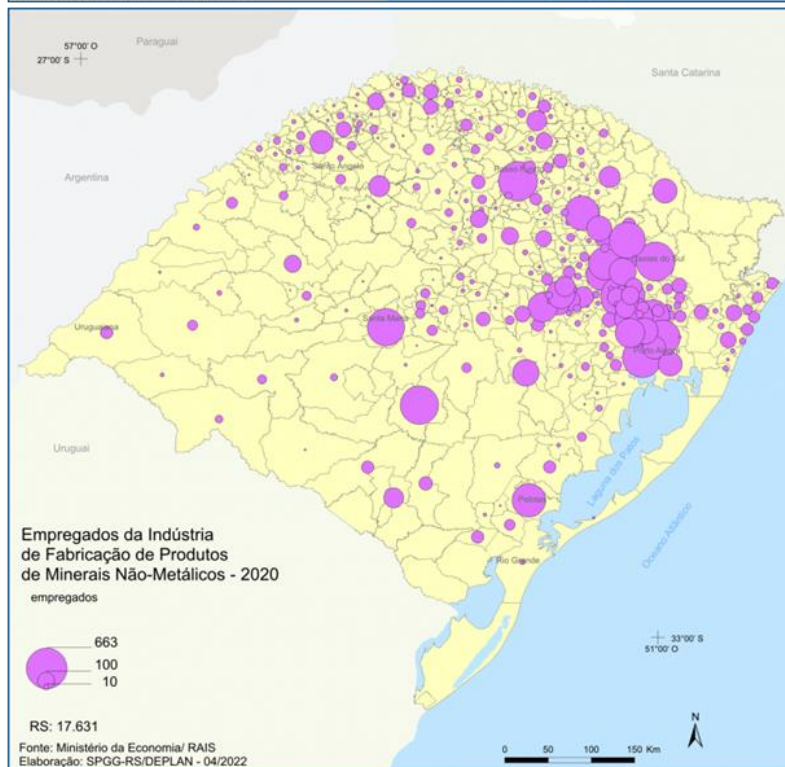 Paraguai
57°00' O
27°00' S
Santa Catarina
Argentina
Santo Ângelo
Passo Fundo
Caxias do Sul
Santa Maria
Uruguaiana
Porto Alegre
Uruguai
Laguna dos Patos
Pelotas
Oceano Atlântico
Rio Grande
Empregados da Indústria
de Fabricação de Produtos
de Minerais Não-Metálicos - 2020
empregados
663
100
10
33°00' S
51°00' O
RS: 17.631
N
Fonte: Ministério da Economia/ RAIS
Elaboração: SPGG-RS/DEPLAN - 04/2022
0 50 100 150 Km